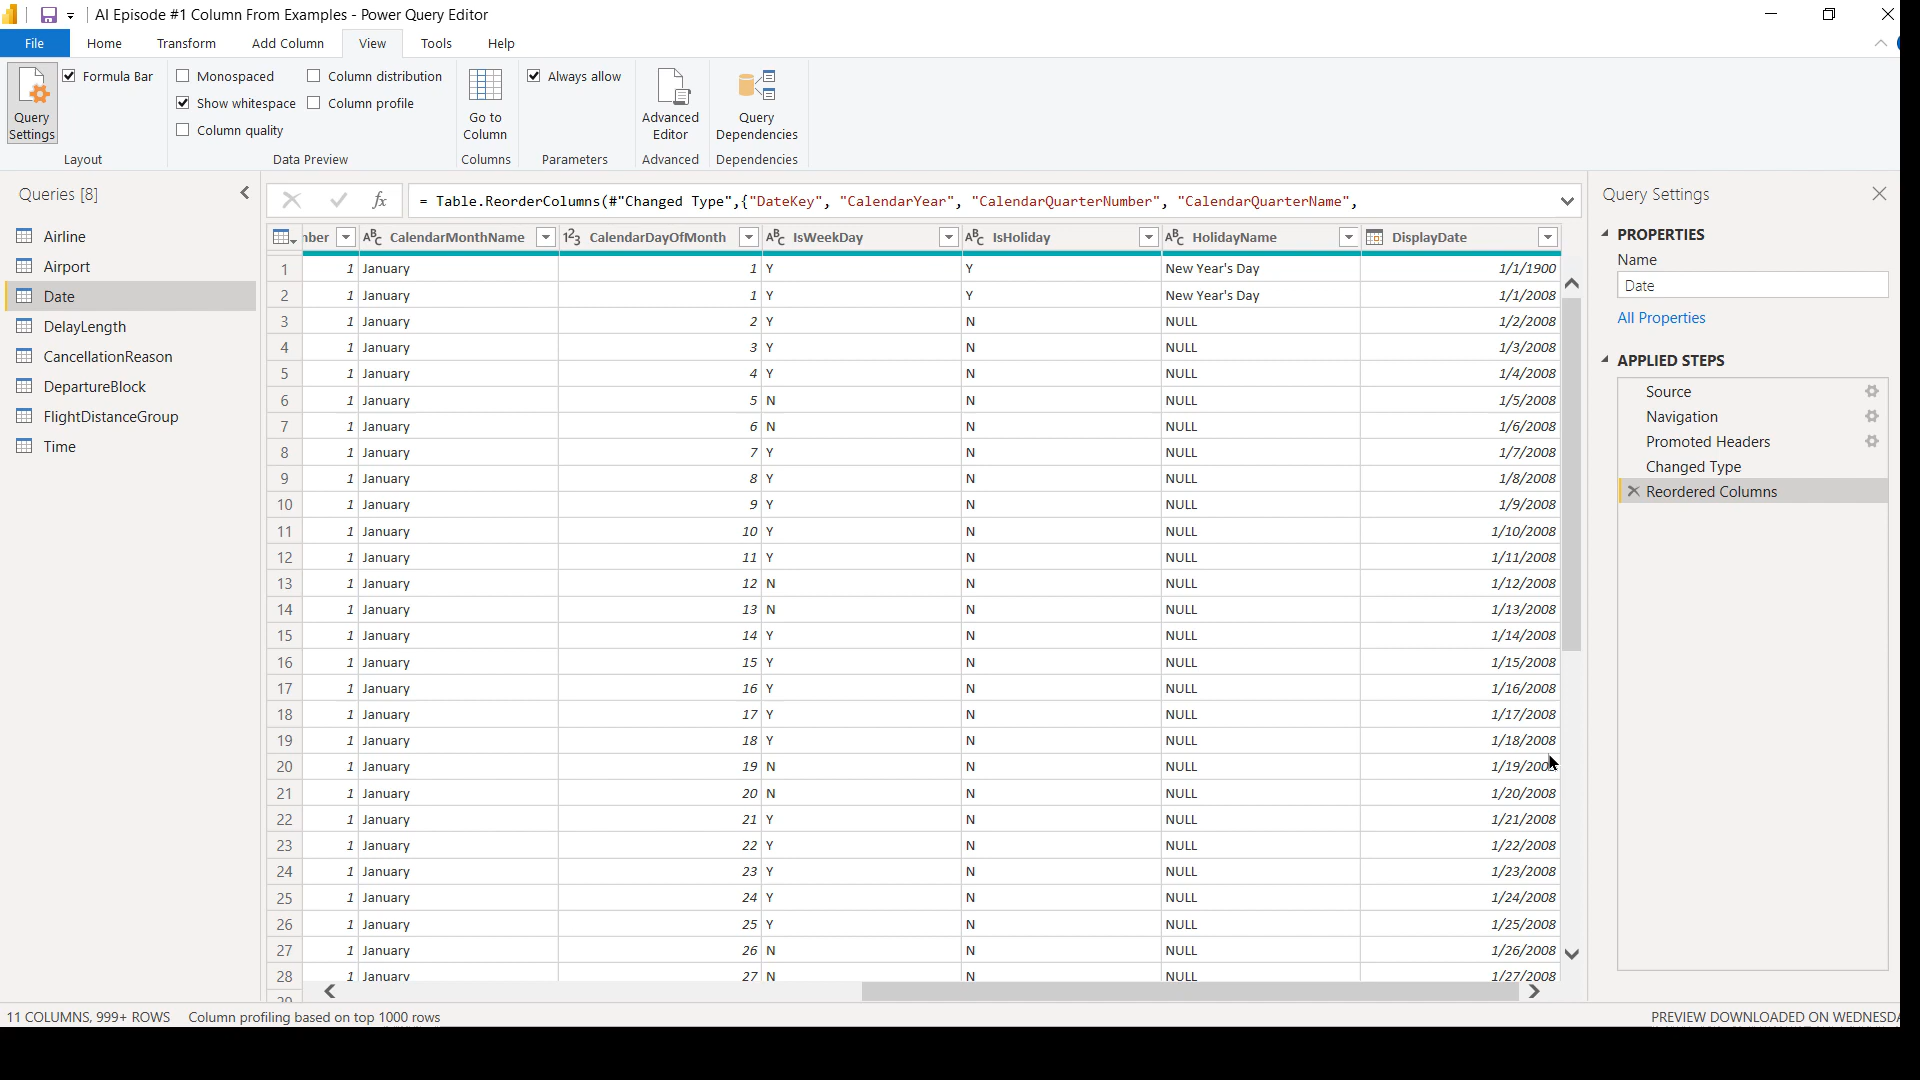 AI Episode #1 Column From Examples - Power Query Editor
File Home Transform Add Column View Tools Help
Query Settings
Formula Bar
Layout
Monospaced
Show whitespace
Column quality
Column distribution
Column profile
Data Preview
Go to Column
Columns
Always allow
Parameters
Advanced Editor
Advanced
Query Dependencies
Dependencies
Queries [8]
Airline
Airport
Date
DelayLength
CancellationReason
DepartureBlock
FlightDistanceGroup
Time
fx = Table.ReorderColumns(#"Changed Type",{"DateKey", "CalendarYear", "CalendarQuarterNumber", "CalendarQuarterName",
nber ABC CalendarMonthName 123 CalendarDayOfMonth ABC IsWeekDay ABC IsHoliday ABC HolidayName DisplayDate
1 1 January 1 Y Y New Year's Day 1/1/1900
2 1 January 1 Y Y New Year's Day 1/1/2008
3 1 January 2 Y N NULL 1/2/2008
4 1 January 3 Y N NULL 1/3/2008
5 1 January 4 Y N NULL 1/4/2008
6 1 January 5 N N NULL 1/5/2008
7 1 January 6 N N NULL 1/6/2008
8 1 January 7 Y N NULL 1/7/2008
9 1 January 8 Y N NULL 1/8/2008
10 1 January 9 Y N NULL 1/9/2008
11 1 January 10 Y N NULL 1/10/2008
12 1 January 11 Y N NULL 1/11/2008
13 1 January 12 N N NULL 1/12/2008
14 1 January 13 N N NULL 1/13/2008
15 1 January 14 Y N NULL 1/14/2008
16 1 January 15 Y N NULL 1/15/2008
17 1 January 16 Y N NULL 1/16/2008
18 1 January 17 Y N NULL 1/17/2008
19 1 January 18 Y N NULL 1/18/2008
20 1 January 19 N N NULL 1/19/2008
21 1 January 20 N N NULL 1/20/2008
22 1 January 21 Y N NULL 1/21/2008
23 1 January 22 Y N NULL 1/22/2008
24 1 January 23 Y N NULL 1/23/2008
25 1 January 24 Y N NULL 1/24/2008
26 1 January 25 Y N NULL 1/25/2008
27 1 January 26 N N NULL 1/26/2008
28 1 January 27 N N NULL 1/27/2008
29
Query Settings
PROPERTIES
Name
Date
All Properties
APPLIED STEPS
Source
Navigation
Promoted Headers
Changed Type
Reordered Columns
11 COLUMNS, 999+ ROWS Column profiling based on top 1000 rows
PREVIEW DOWNLOADED ON WEDNESDA